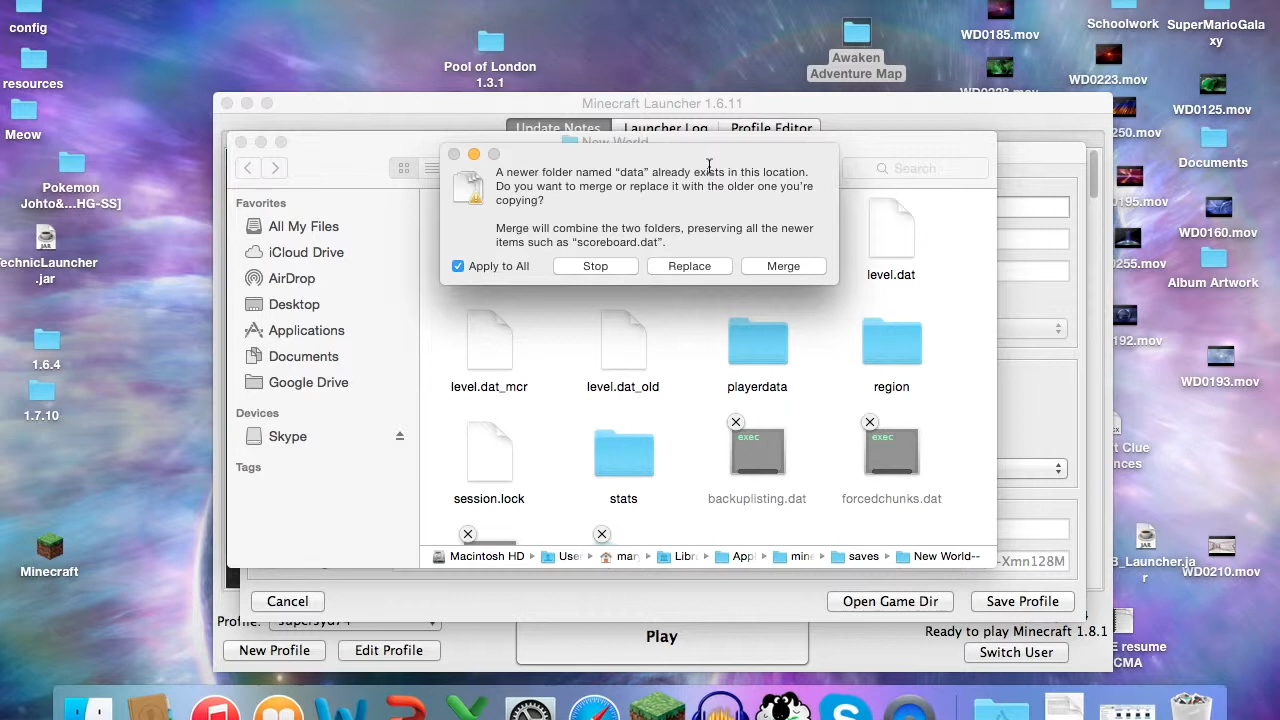 config
resources
Meow
Pokemon
Johto&...HG-SS]
echnicLauncher
.jar
1.6.4
1.7.10
Minecraft
Pool of London
1.3.1
Awaken
Adventure Map
WD0185.mov
WD0223.mov
250.mov
0195.mov
0255.mov
192.mov
Schoolwork
SuperMarioGala
xy
WD0125.mov
Documents
WD0160.mov
Album Artwork
WD0193.mov
t Clue
nces
B_Launcher.ja
r
WD0210.mov
E resume
CMA
Minecraft Launcher 1.6.11
Update Notes
Launcher Log
Profile Editor
New World
Search
A newer folder named “data” already exists in this location.
Do you want to merge or replace it with the older one you're
copying?
Merge will combine the two folders, preserving all the newer
items such as “scoreboard.dat”.
Apply to All
Stop
Replace
Merge
Favorites
All My Files
iCloud Drive
AirDrop
Desktop
Applications
Documents
Google Drive
Devices
Skype
Tags
level.dat
level.dat_mcr
level.dat_old
playerdata
region
session.lock
stats
exec
backuplisting.dat
exec
forcedchunks.dat
Macintosh HD
Use
mar
Libr
Appl
mine
saves
New World--
-Xmn128M
Cancel
Open Game Dir
Save Profile
Profile:
Play
New Profile
Edit Profile
Ready to play Minecraft 1.8.1
Switch User